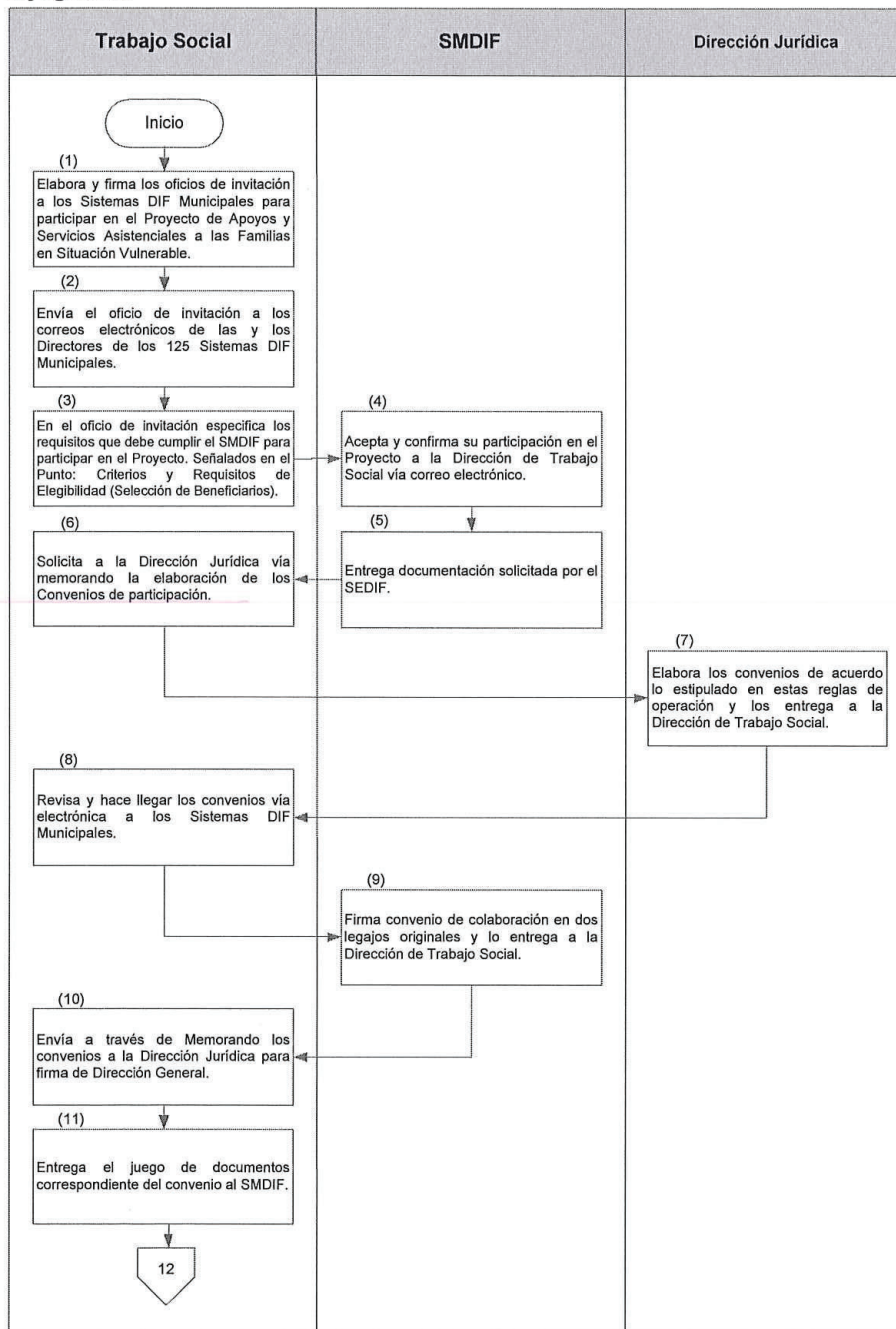 Trabajo Social
SMDIF
Dirección Jurídica
Inicio
(1)
Elabora y firma los oficios de invitación
a los Sistemas DIF Municipales para
participar en el Proyecto de Apoyos y
Servicios Asistenciales a las Familias
en Situación Vulnerable.
(2)
Envía el oficio de invitación a los
correos electrónicos de las y los
Directores de los 125 Sistemas DIF
Municipales.
(3)
En el oficio de invitación especifica los
requisitos que debe cumplir el SMDIF para
participar en el Proyecto. Señalados en el
Punto: Criterios y Requisitos de
Elegibilidad (Selección de Beneficiarios).
(4)
Acepta y confirma su participación en el
Proyecto a la Dirección de Trabajo
Social vía correo electrónico.
(5)
Entrega documentación solicitada por el
SEDIF.
(6)
Solicita a la Dirección Jurídica vía
memorando la elaboración de los
Convenios de participación.
(7)
Elabora los convenios de acuerdo
lo estipulado en estas reglas de
operación y los entrega a la
Dirección de Trabajo Social.
(8)
Revisa y hace llegar los convenios vía
electrónica a los Sistemas DIF
Municipales.
(9)
Firma convenio de colaboración en dos
legajos originales y lo entrega a la
Dirección de Trabajo Social.
(10)
Envía a través de Memorando los
convenios a la Dirección Jurídica para
firma de Dirección General.
(11)
Entrega el juego de documentos
correspondiente del convenio al SMDIF.
12